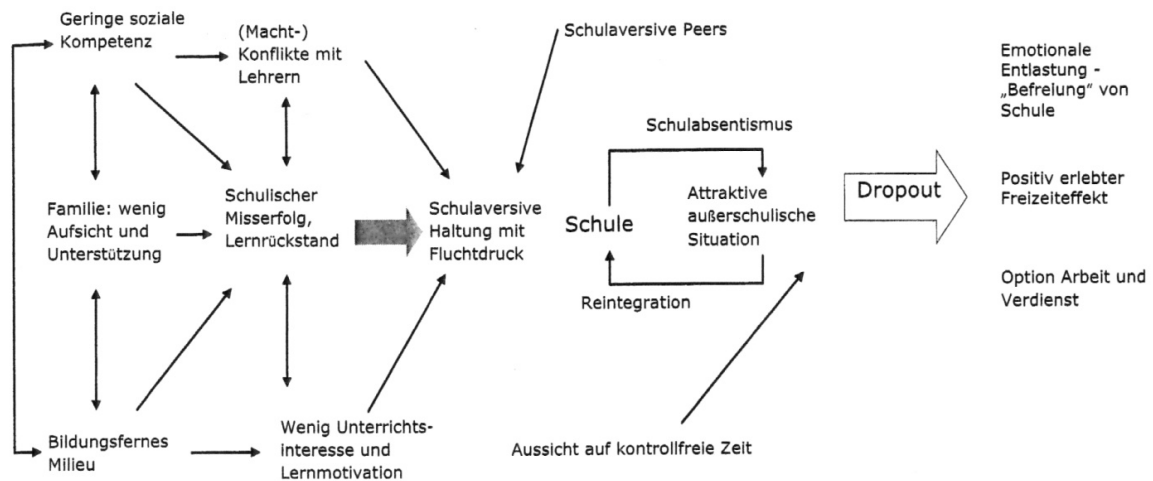 Geringe soziale
Kompetenz
(Macht-)
Konflikte mit
Lehrern
Schulaversive Peers
Emotionale
Entlastung -
„Befreiung“ von
Schule
Schulabsentismus
Familie: wenig
Aufsicht und
Unterstützung
Schulischer
Misserfolg,
Lernrückstand
Schulaversive
Haltung mit
Fluchtdruck
Schule
Attraktive
außerschulische
Situation
Dropout
Positiv erlebter
Freizeiteffekt
Reintegration
Option Arbeit und
Verdienst
Bildungsfernes
Milieu
Wenig Unterrichts-
interesse und
Lernmotivation
Aussicht auf kontrollfreie Zeit